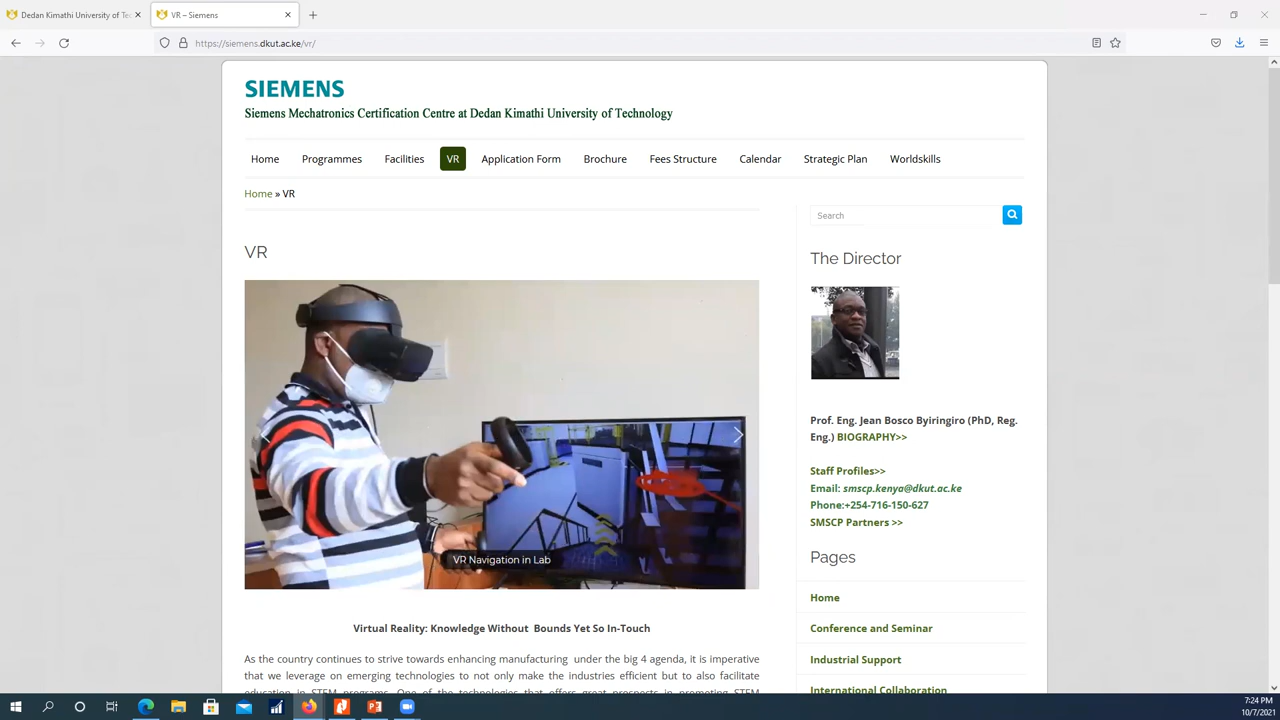 Dedan Kimathi University of Te
VR – Siemens
https://siemens.dkut.ac.ke/vr/
SIEMENS
Siemens Mechatronics Certification Centre at Dedan Kimathi University of Technology
Home Programmes Facilities VR Application Form Brochure Fees Structure Calendar Strategic Plan Worldskills
Home » VR
VR
VR Navigation in Lab
Virtual Reality: Knowledge Without Bounds Yet So In-Touch
As the country continues to strive towards enhancing manufacturing under the big 4 agenda, it is imperative
that we leverage on emerging technologies to not only make the industries efficient but to also facilitate
education in STEM programs. One of the technologies that offers great prospects in promoting STEM
Search
The Director
Prof. Eng. Jean Bosco Byiringiro (PhD, Reg.
Eng.) BIOGRAPHY>>
Staff Profiles>>
Email: smscp.kenya@dkut.ac.ke
Phone:+254-716-150-627
SMSCP Partners >>
Pages
Home
Conference and Seminar
Industrial Support
International Collaboration
7:24 PM
10/7/2021